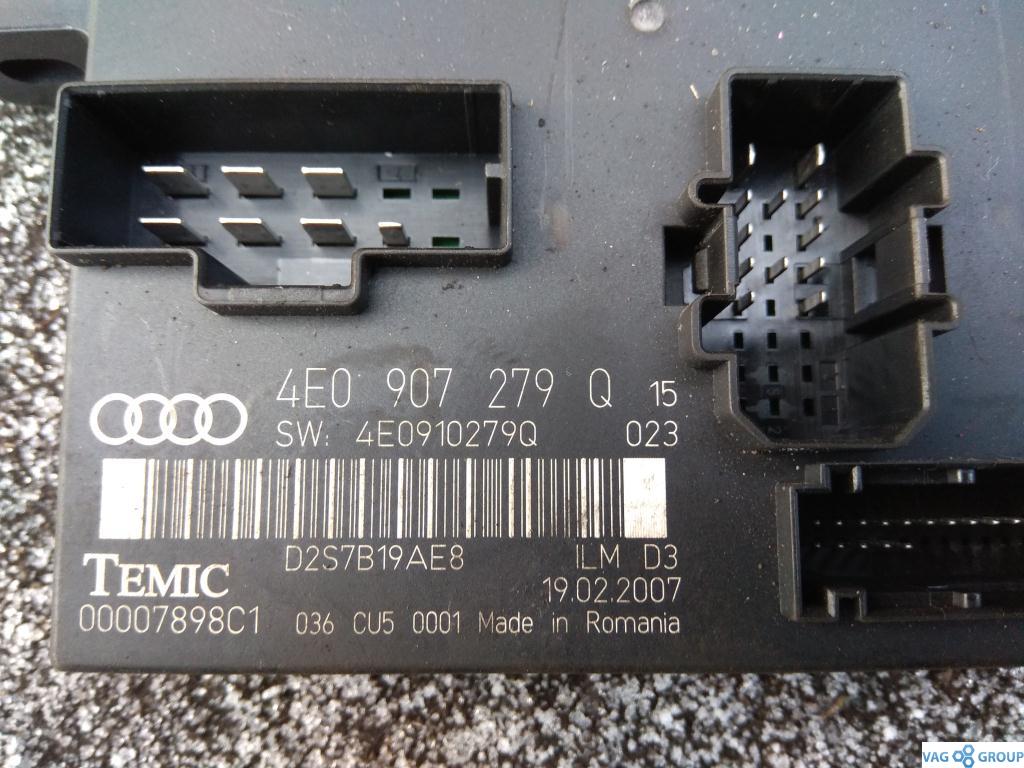 4E0 907 279 Q 15
SW: 4E0910279Q 023
D2S7B19AE8 ILM D3
TEMIC 19.02.2007
00007898C1 036 CU5 0001 Made in Romania
VAG GROUP